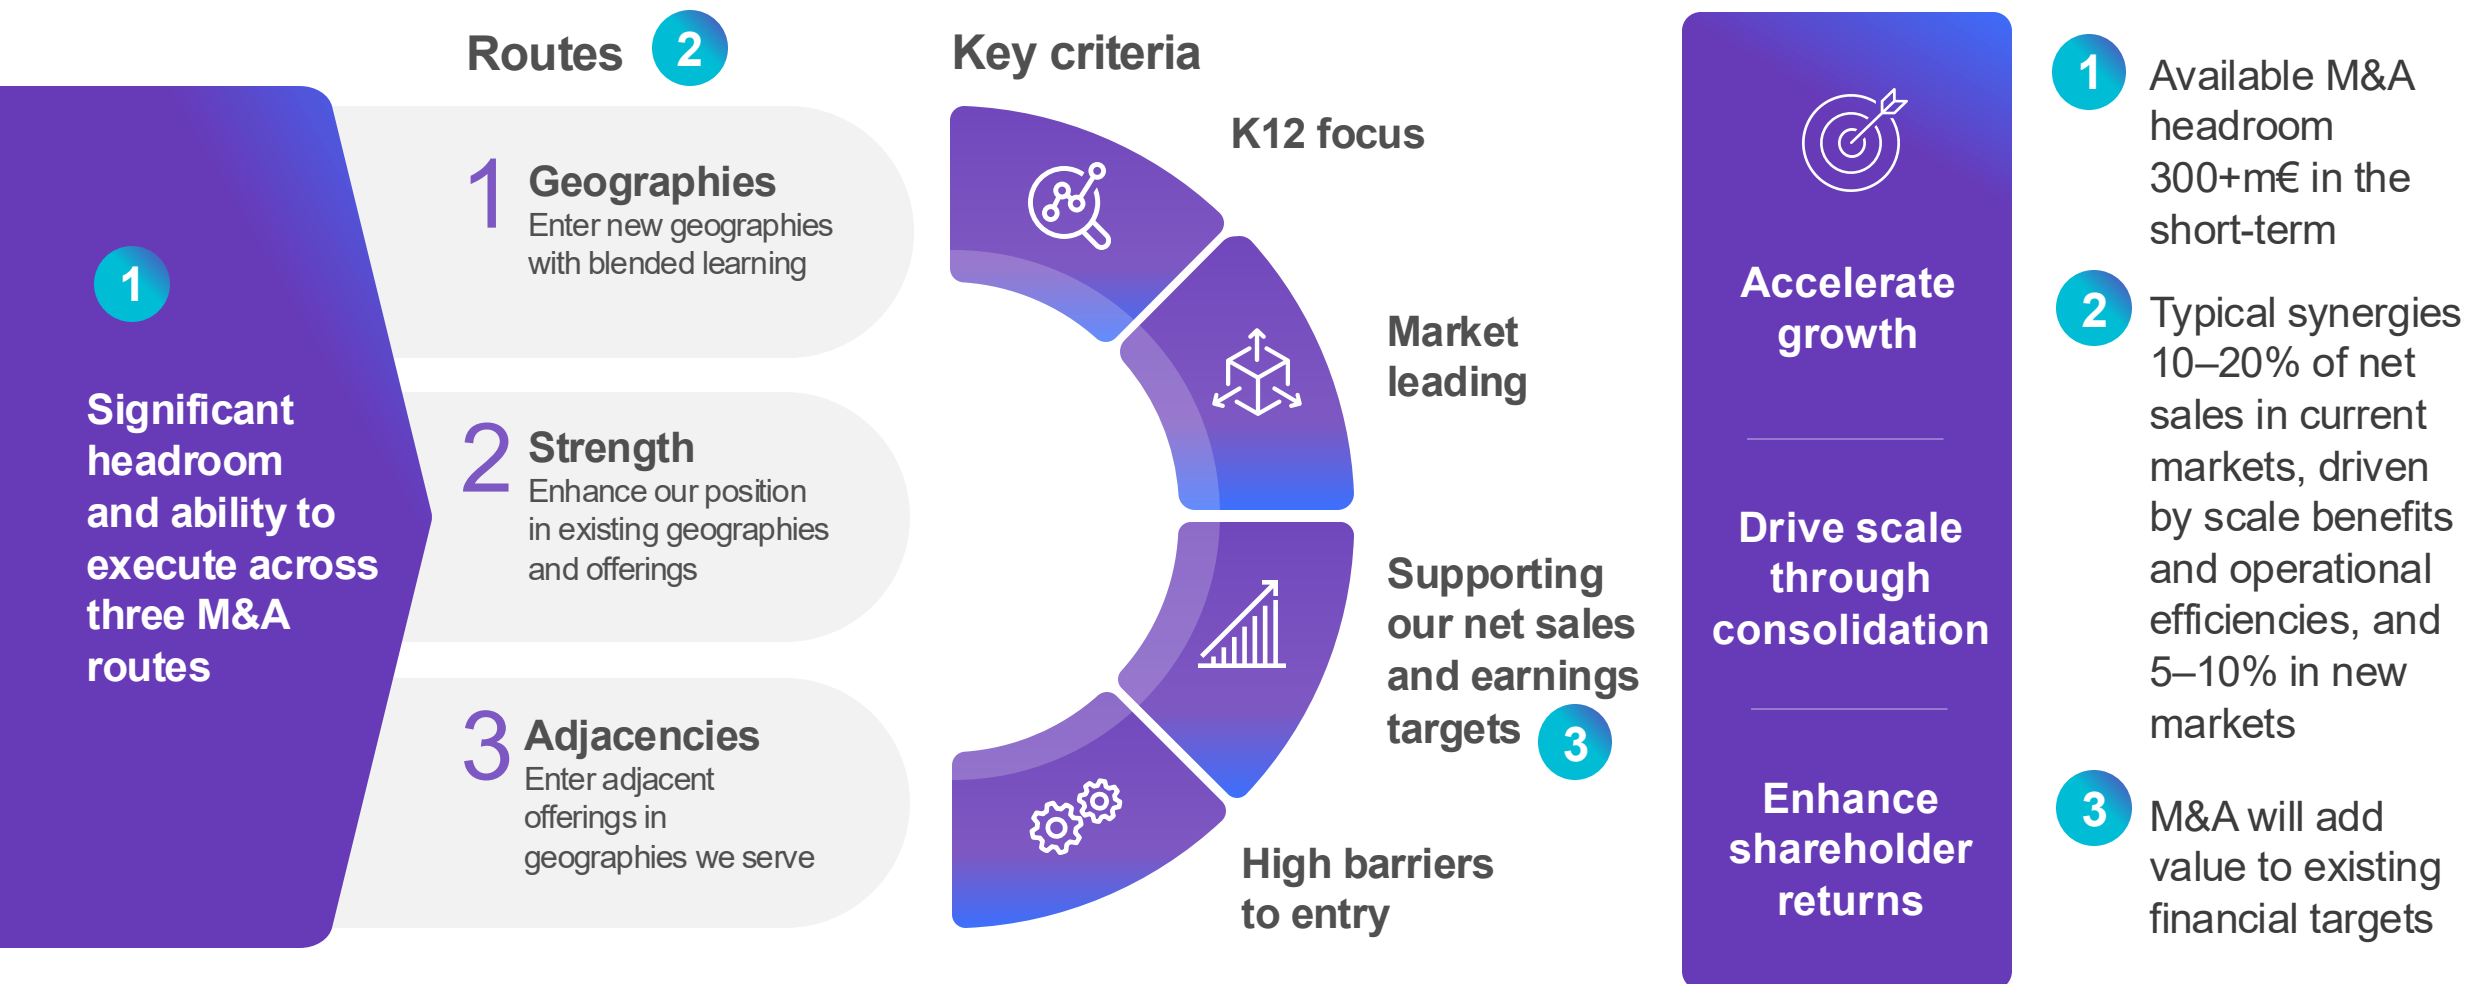 1
Significant
headroom
and ability to
execute across
three M&A
routes
Routes 2
1 Geographies
Enter new geographies
with blended learning
2 Strength
Enhance our position
in existing geographies
and offerings
3 Adjacencies
Enter adjacent
offerings in
geographies we serve
Key criteria
K12 focus
Market
leading
Supporting
our net sales
and earnings
targets 3
High barriers
to entry
Accelerate
growth
Drive scale
through
consolidation
Enhance
shareholder
returns
1 Available M&A
headroom
300+m€ in the
short-term
2 Typical synergies
10–20% of net
sales in current
markets, driven
by scale benefits
and operational
efficiencies, and
5–10% in new
markets
3 M&A will add
value to existing
financial targets